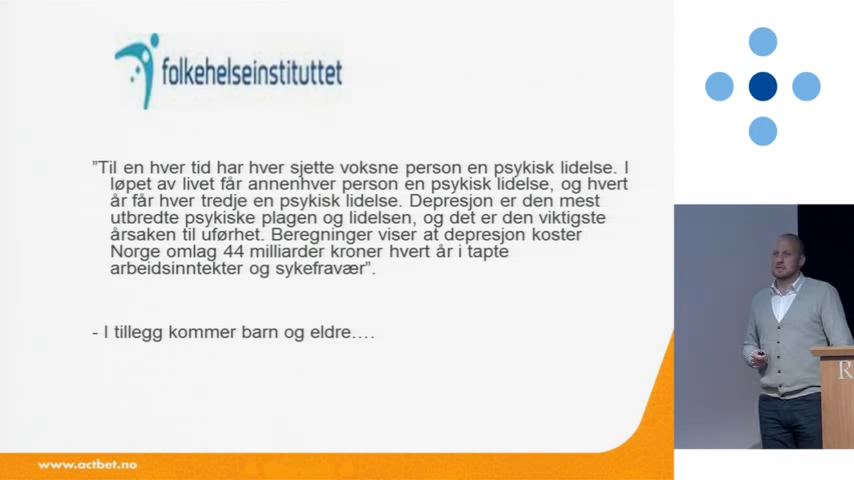 folkehelseinstituttet
”Til en hver tid har hver sjette voksne person en psykisk lidelse. I
løpet av livet får annenhver person en psykisk lidelse, og hvert
år får hver tredje en psykisk lidelse. Depresjon er den mest
utbredte psykiske plagen og lidelsen, og det er den viktigste
årsaken til uførhet. Beregninger viser at depresjon koster
Norge omlag 44 milliarder kroner hvert år i tapte
arbeidsinntekter og sykefravær”.
- I tillegg kommer barn og eldre….
R
www.actbet.no